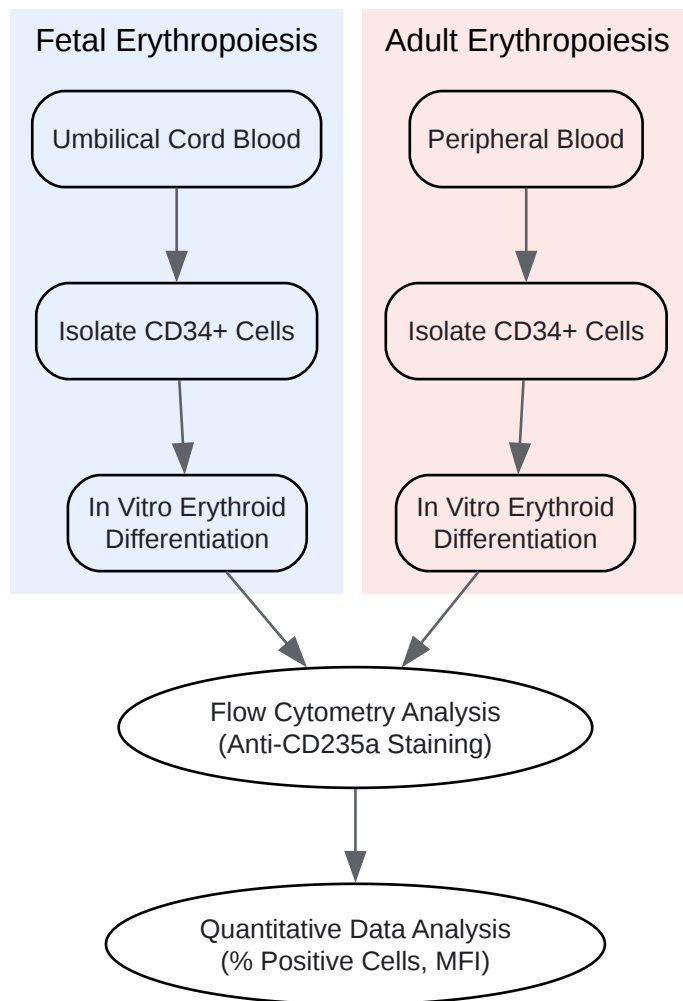 Fetal Erythropoiesis
Umbilical Cord Blood
Isolate CD34+ Cells
In Vitro Erythroid
Differentiation
Adult Erythropoiesis
Peripheral Blood
Isolate CD34+ Cells
In Vitro Erythroid
Differentiation
Flow Cytometry Analysis
(Anti-CD235a Staining)
Quantitative Data Analysis
(% Positive Cells, MFI)